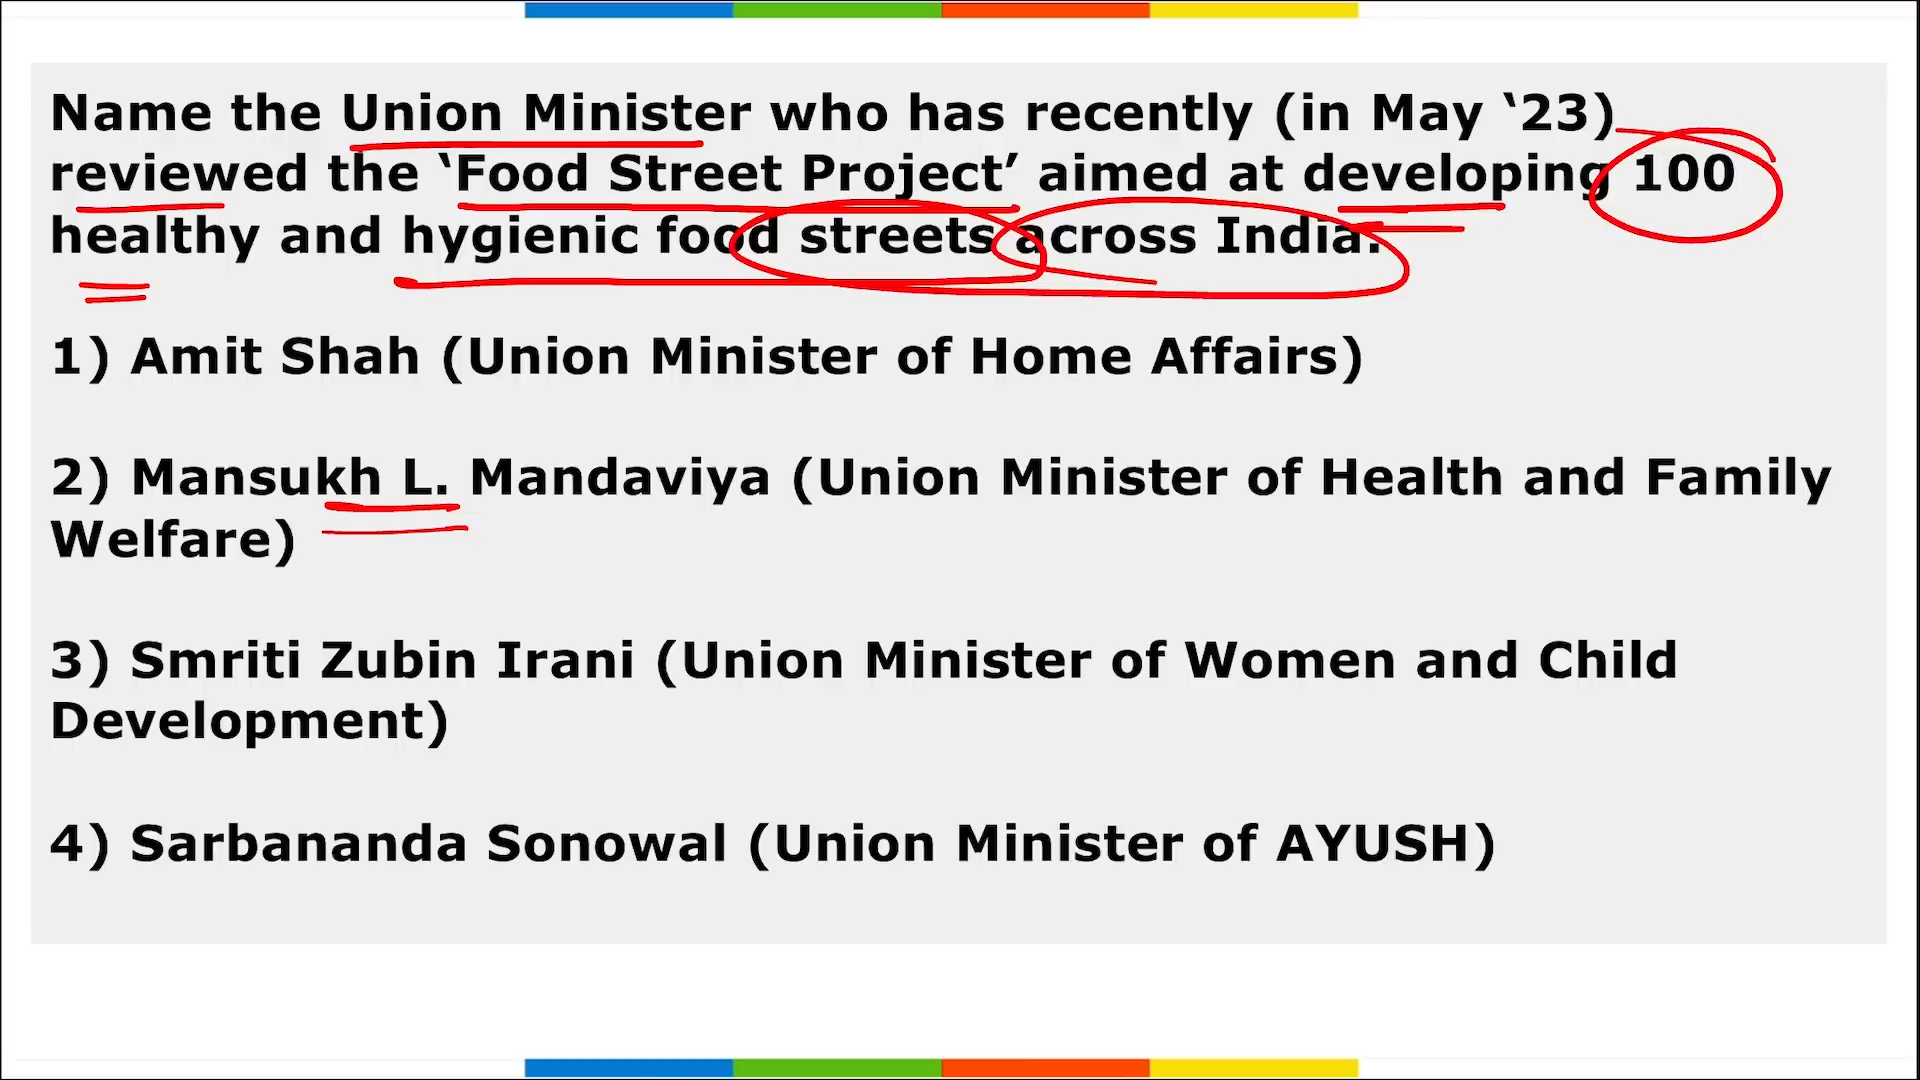 Name the Union Minister who has recently (in May ‘23)
reviewed the ‘Food Street Project’ aimed at developing 100
healthy and hygienic food streets across India.
1) Amit Shah (Union Minister of Home Affairs)
2) Mansukh L. Mandaviya (Union Minister of Health and Family
Welfare)
3) Smriti Zubin Irani (Union Minister of Women and Child
Development)
4) Sarbananda Sonowal (Union Minister of AYUSH)